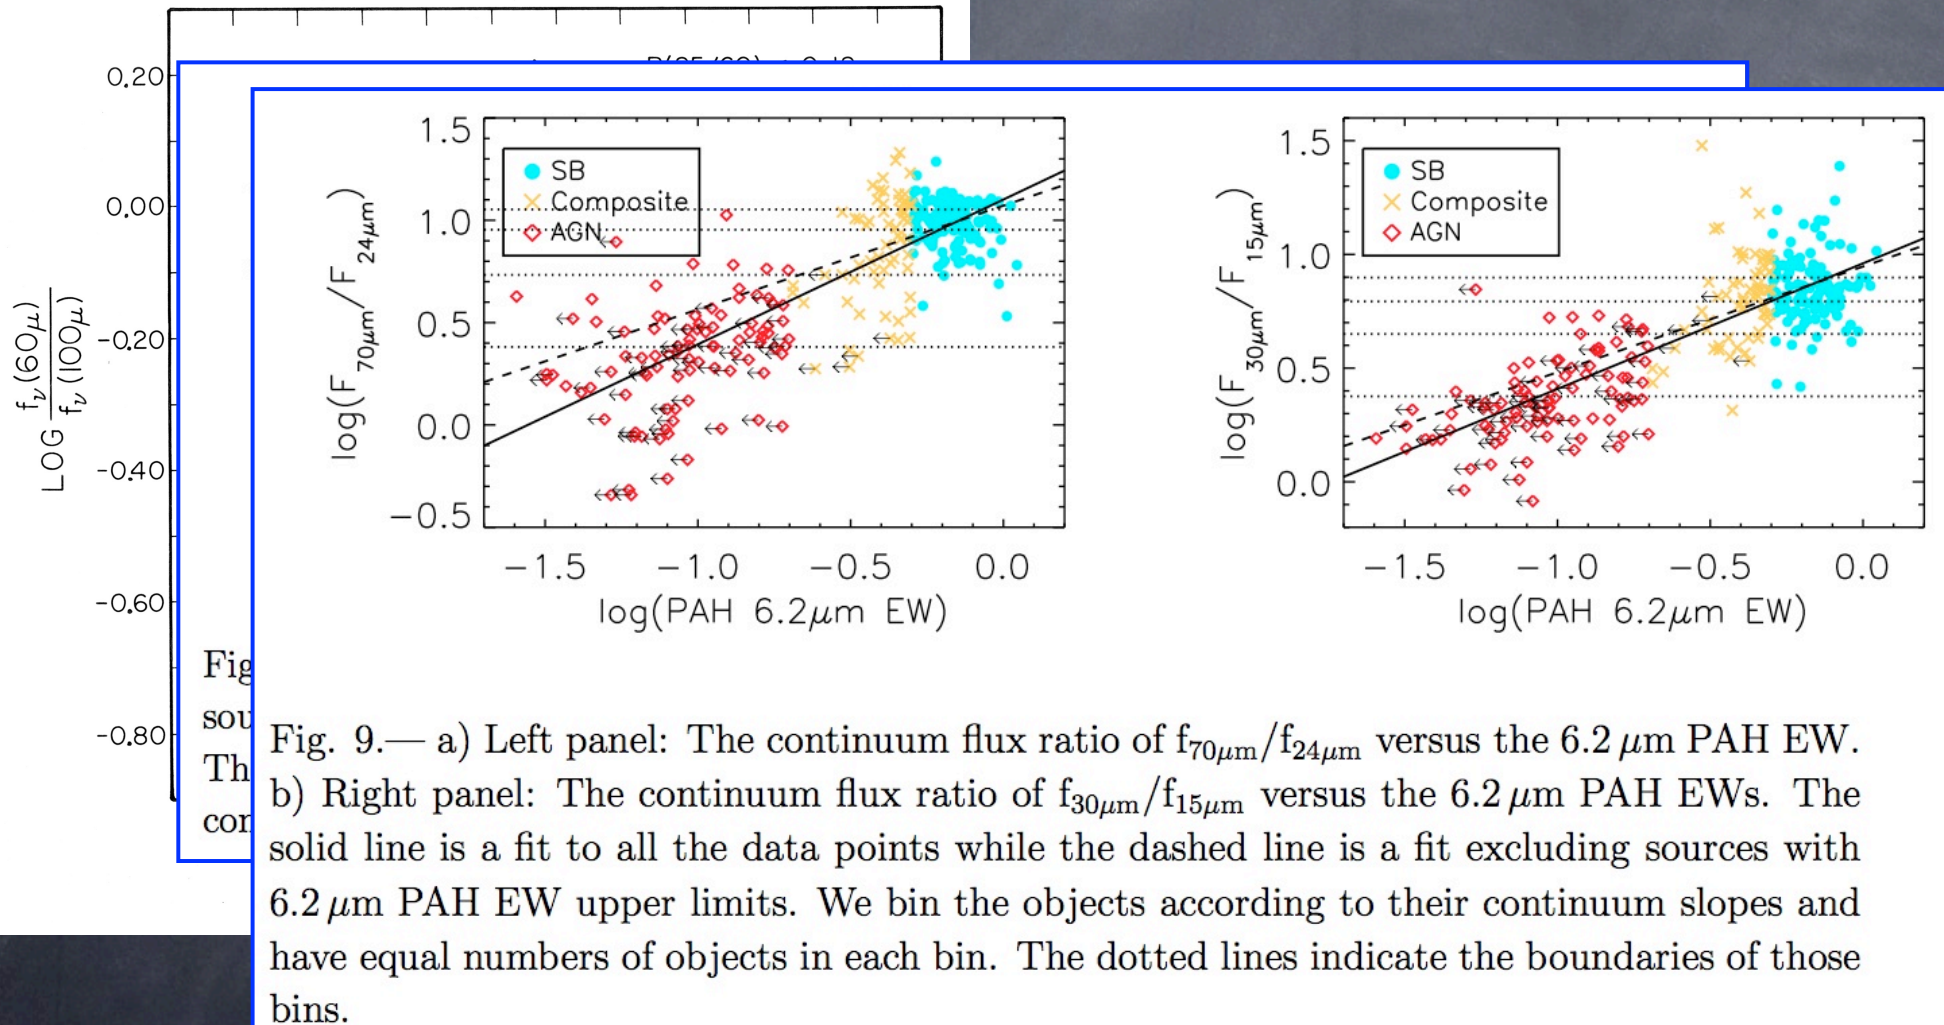 0.20
0.00
-0.20
-0.40
-0.60
-0.80
LOG fν(60μ)
fν(100μ)
Fig
sou
Th
con
1.5
1.0
0.5
0.0
−0.5
log(F 70μm/F 24μm)
SB
Composite
AGN
−1.5 −1.0 −0.5 0.0
log(PAH 6.2μm EW)
1.5
1.0
0.5
0.0
log(F 30μm/F 15μm)
SB
Composite
AGN
−1.5 −1.0 −0.5 0.0
log(PAH 6.2μm EW)
Fig. 9.— a) Left panel: The continuum flux ratio of f70μm/f24μm versus the 6.2 μm PAH EW.
b) Right panel: The continuum flux ratio of f30μm/f15μm versus the 6.2 μm PAH EWs. The
solid line is a fit to all the data points while the dashed line is a fit excluding sources with
6.2 μm PAH EW upper limits. We bin the objects according to their continuum slopes and
have equal numbers of objects in each bin. The dotted lines indicate the boundaries of those
bins.